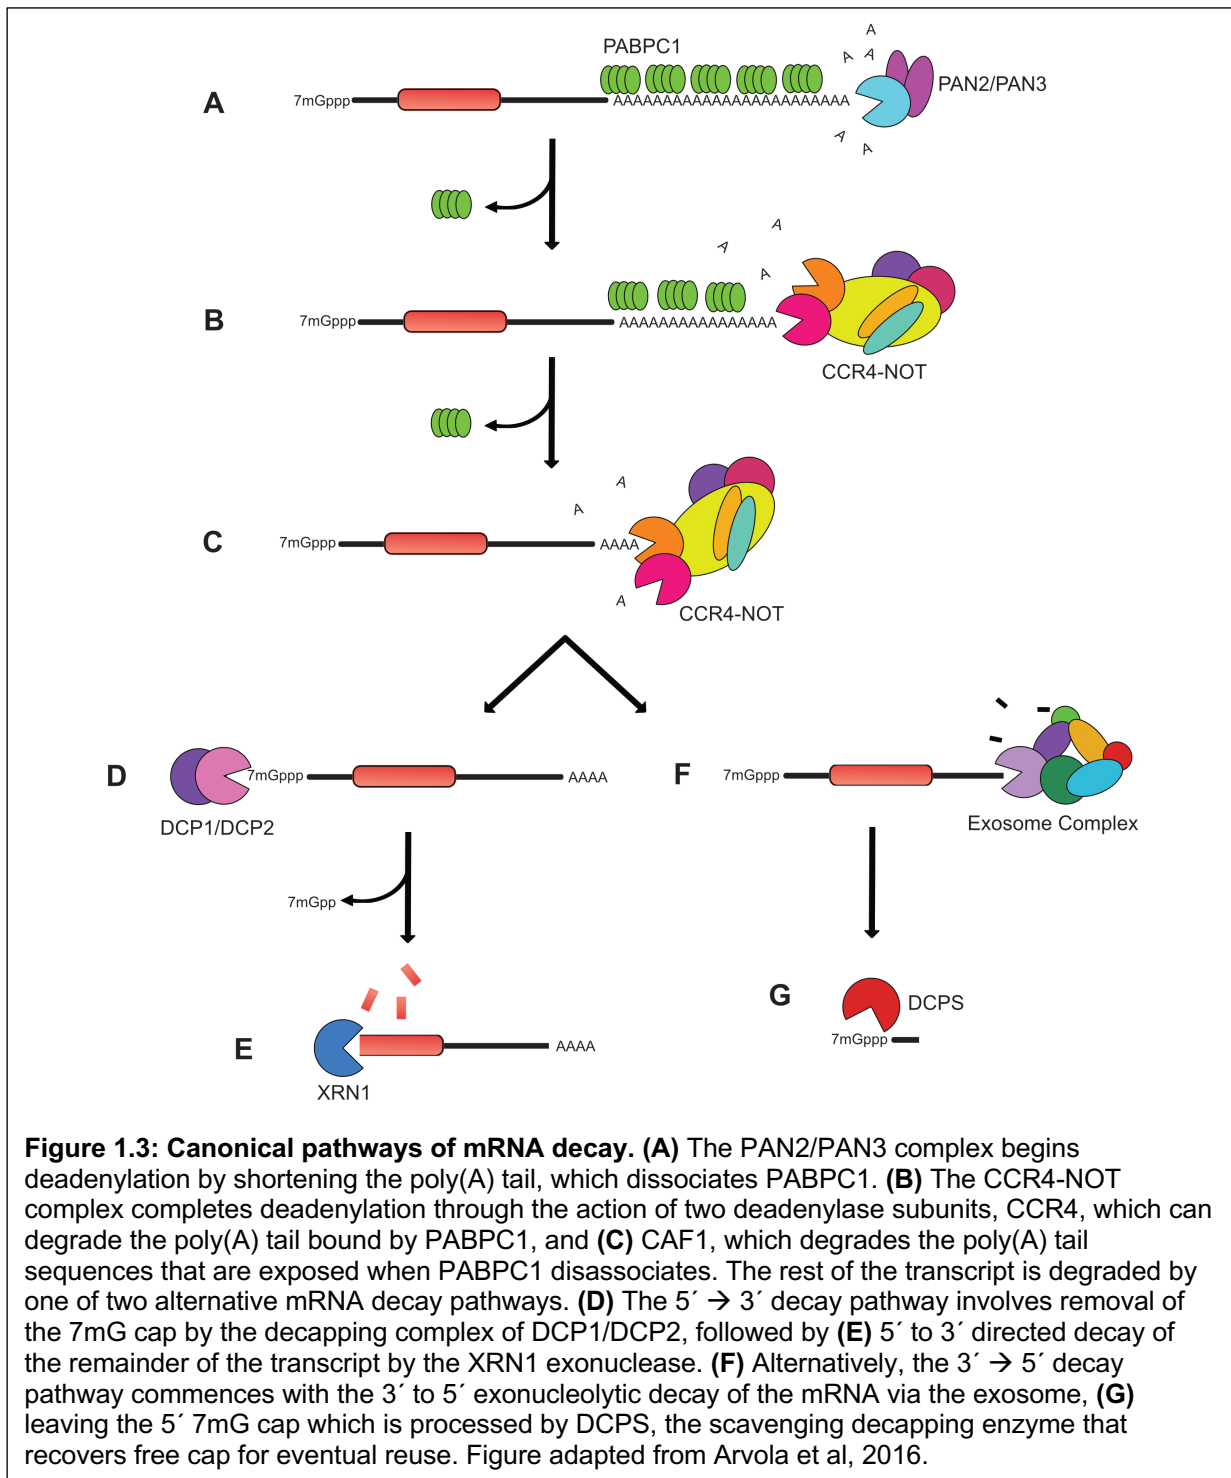 A
A A
PABPC1
PAN2/PAN3
A
7mGppp
AAAAAAAAAAAAAAAAAAAAAAAA
A
A
A
A
A
B
7mGppp
AAAAAAAAAAAAAAAA
CCR4-NOT
A
A
C
7mGppp
AAAA
A
CCR4-NOT
D
7mGppp
AAAA
DCP1/DCP2
F
7mGppp
Exosome Complex
7mGpp
G
DCPS
7mGppp
E
AAAA
XRN1
Figure 1.3: Canonical pathways of mRNA decay. (A) The PAN2/PAN3 complex begins
deadenylation by shortening the poly(A) tail, which dissociates PABPC1. (B) The CCR4-NOT
complex completes deadenylation through the action of two deadenylase subunits, CCR4, which can
degrade the poly(A) tail bound by PABPC1, and (C) CAF1, which degrades the poly(A) tail
sequences that are exposed when PABPC1 disassociates. The rest of the transcript is degraded by
one of two alternative mRNA decay pathways. (D) The 5´ → 3´ decay pathway involves removal of
the 7mG cap by the decapping complex of DCP1/DCP2, followed by (E) 5´ to 3´ directed decay of
the remainder of the transcript by the XRN1 exonuclease. (F) Alternatively, the 3´ → 5´ decay
pathway commences with the 3´ to 5´ exonucleolytic decay of the mRNA via the exosome, (G)
leaving the 5´ 7mG cap which is processed by DCPS, the scavenging decapping enzyme that
recovers free cap for eventual reuse. Figure adapted from Arvola et al, 2016.